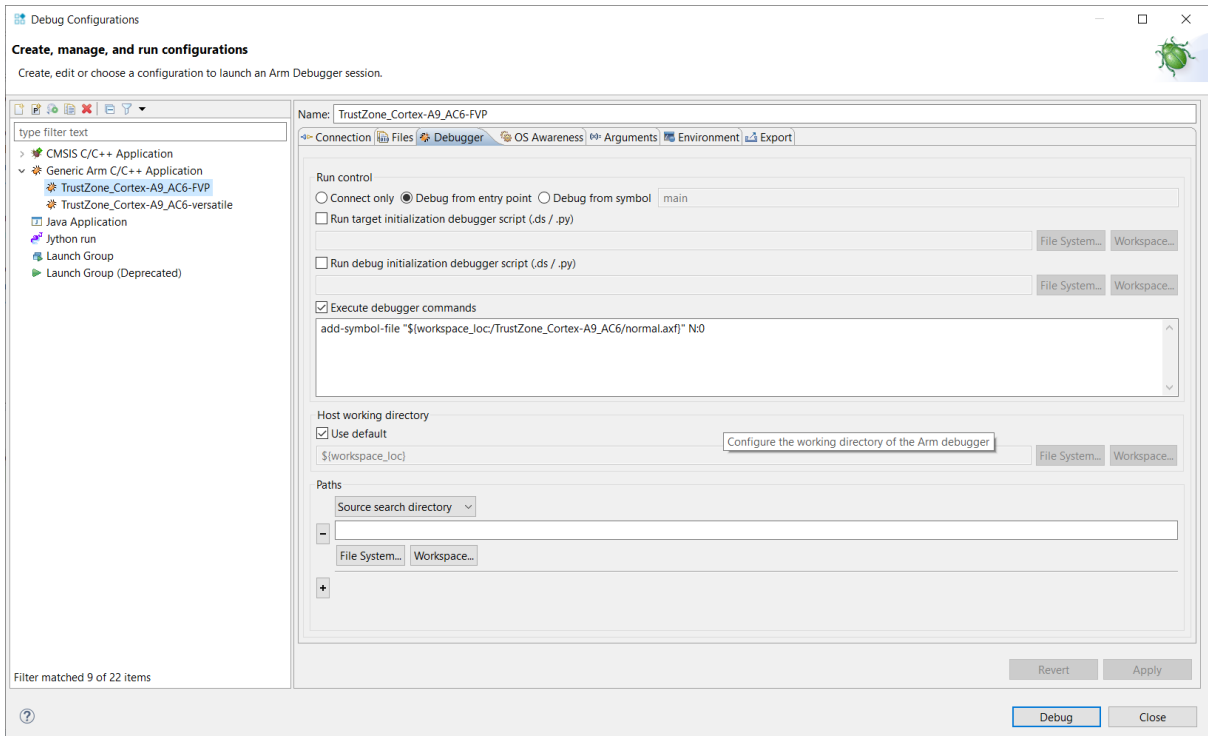 Debug Configurations
Create, manage, and run configurations
Create, edit or choose a configuration to launch an Arm Debugger session.
type filter text
CMSIS C/C++ Application
Generic Arm C/C++ Application
TrustZone_Cortex-A9_AC6-FVP
TrustZone_Cortex-A9_AC6-versatile
Java Application
Jython run
Launch Group
Launch Group (Deprecated)
Filter matched 9 of 22 items
Name: TrustZone_Cortex-A9_AC6-FVP
Connection Files Debugger OS Awareness Arguments Environment Export
Run control
Connect only Debug from entry point Debug from symbol main
Run target initialization debugger script (.ds / .py)
File System... Workspace...
Run debug initialization debugger script (.ds / .py)
File System... Workspace...
Execute debugger commands
add-symbol-file "${workspace_loc:/TrustZone_Cortex-A9_AC6/normal.axf}" N:0
Host working directory
Use default
Configure the working directory of the Arm debugger
${workspace_loc}
File System... Workspace...
Paths
Source search directory
-
File System... Workspace...
+
Revert Apply
? Debug Close